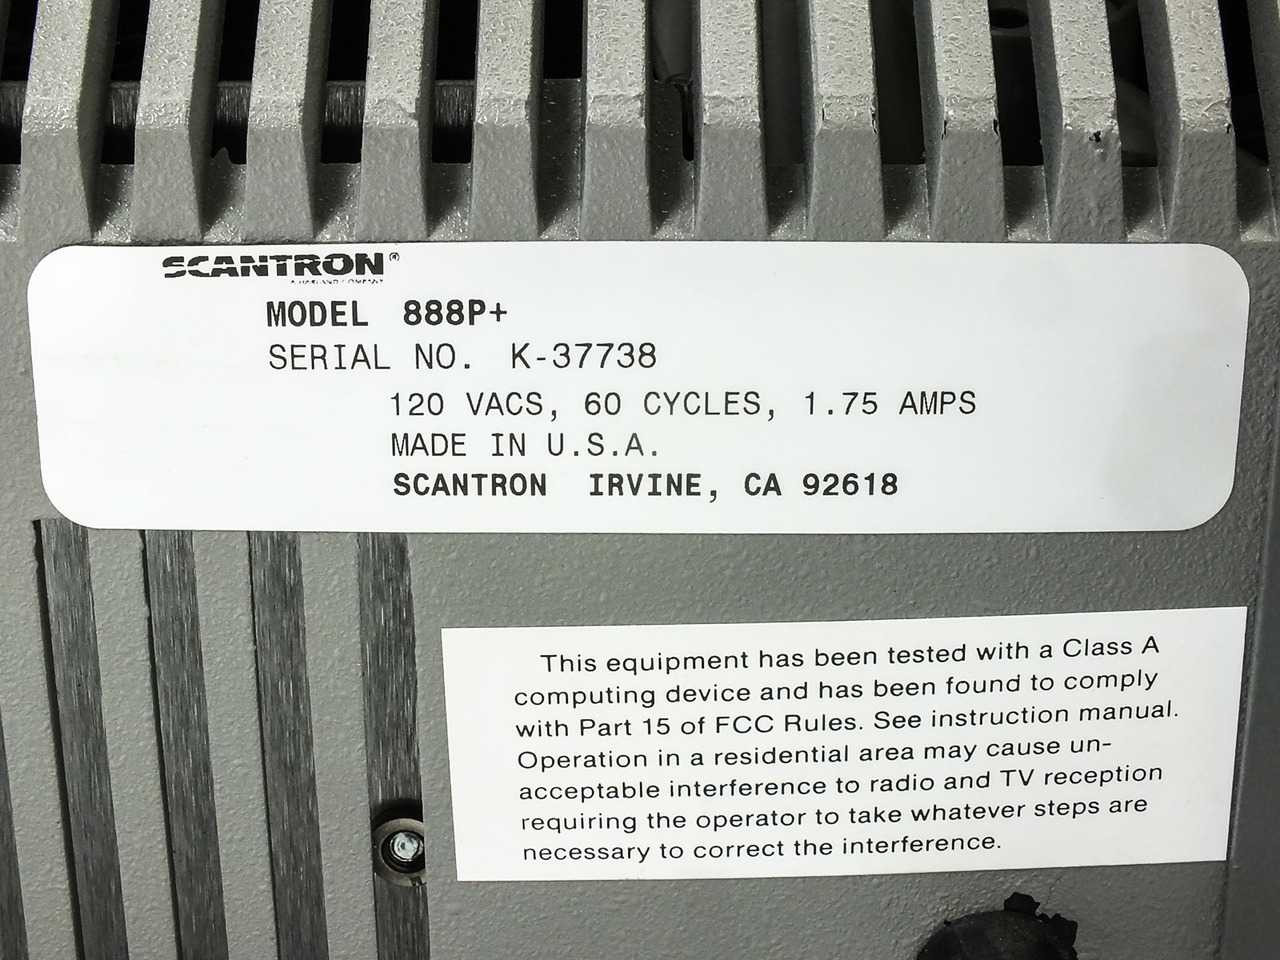 SCANTRON®
A HARLAND COMPANY
MODEL 888P+
SERIAL NO. K-37738
120 VACS, 60 CYCLES, 1.75 AMPS
MADE IN U.S.A.
SCANTRON IRVINE, CA 92618
This equipment has been tested with a Class A
computing device and has been found to comply
with Part 15 of FCC Rules. See instruction manual.
Operation in a residential area may cause un-
acceptable interference to radio and TV reception
requiring the operator to take whatever steps are
necessary to correct the interference.